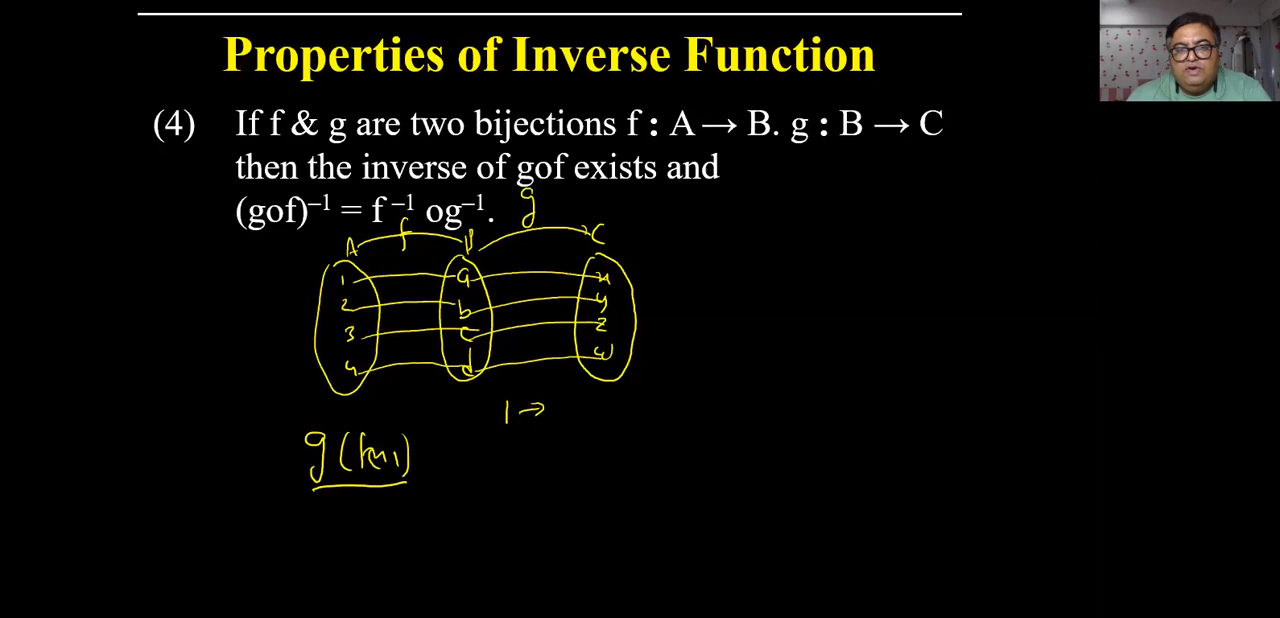 Properties of Inverse Function
(4) If f & g are two bijections f : A → B. g : B → C
then the inverse of gof exists and
(gof)⁻¹ = f⁻¹ og⁻¹.
g
A f B C
1 a x
2 b y
3 c z
4 d w
1 →
g(f(x))